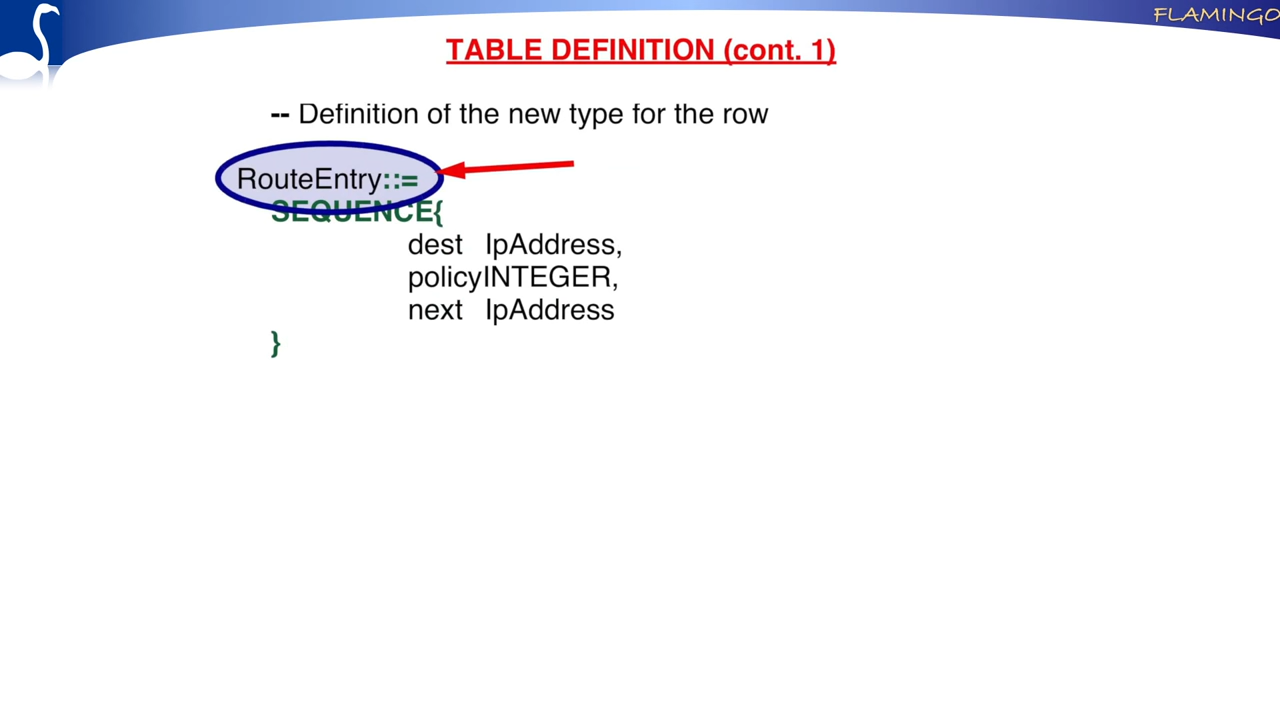 FLAMINGO
TABLE DEFINITION (cont. 1)
-- Definition of the new type for the row
RouteEntry::=
SEQUENCE{
dest IpAddress,
policyINTEGER,
next IpAddress
}